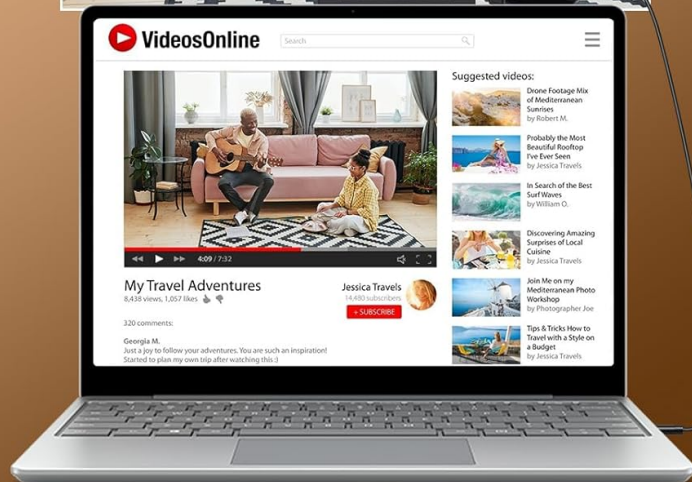 VideosOnline
Search
4:09 / 7:32
My Travel Adventures
8,438 views, 1,057 likes
Jessica Travels
14,480 subscribers
+ SUBSCRIBE
320 comments:
Georgia M.
Just a joy to follow your adventures. You are such an inspiration!
Started to plan my own trip after watching this :)
Suggested videos:
Drone Footage Mix
of Mediterranean
Sunrises
by Robert M.
Probably the Most
Beautiful Rooftop
I've Ever Seen
by Jessica Travels
In Search of the Best
Surf Waves
by William O.
Discovering Amazing
Surprises of Local
Cuisine
by Jessica Travels
Join Me on my
Mediterranean Photo
Workshop
by Photographer Joe
Tips & Tricks How to
Travel with a Style on
a Budget
by Jessica Travels